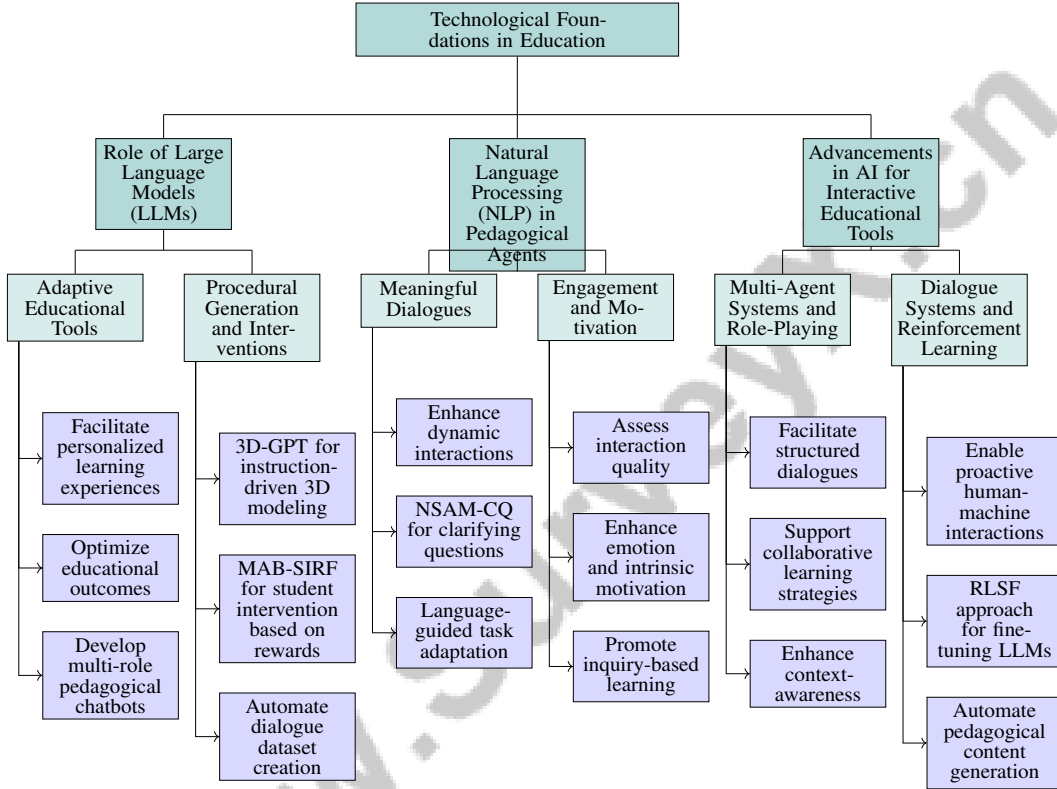 Technological Foun-
dations in Education
Role of Large
Language
Models
(LLMs)
Natural
Language
Processing
(NLP) in
Pedagogical
Agents
Advancements
in AI for
Interactive
Educational
Tools
Adaptive
Educational
Tools
Procedural
Generation
and Inter-
ventions
Meaningful
Dialogues
Engagement
and Mo-
tivation
Multi-Agent
Systems and
Role-Playing
Dialogue
Systems and
Reinforcement
Learning
Facilitate
personalized
learning
experiences
Optimize
educational
outcomes
Develop
multi-role
pedagogical
chatbots
3D-GPT for
instruction-
driven 3D
modeling
MAB-SIRF
for student
intervention
based on
rewards
Automate
dialogue
dataset
creation
Enhance
dynamic
interactions
NSAM-CQ
for clarifying
questions
Language-
guided task
adaptation
Assess
interaction
quality
Enhance
emotion
and intrinsic
motivation
Promote
inquiry-based
learning
Facilitate
structured
dialogues
Support
collaborative
learning
strategies
Enhance
context-
awareness
Enable
proactive
human-
machine
interactions
RLSF
approach
for fine-
tuning LLMs
Automate
pedagogical
content
generation